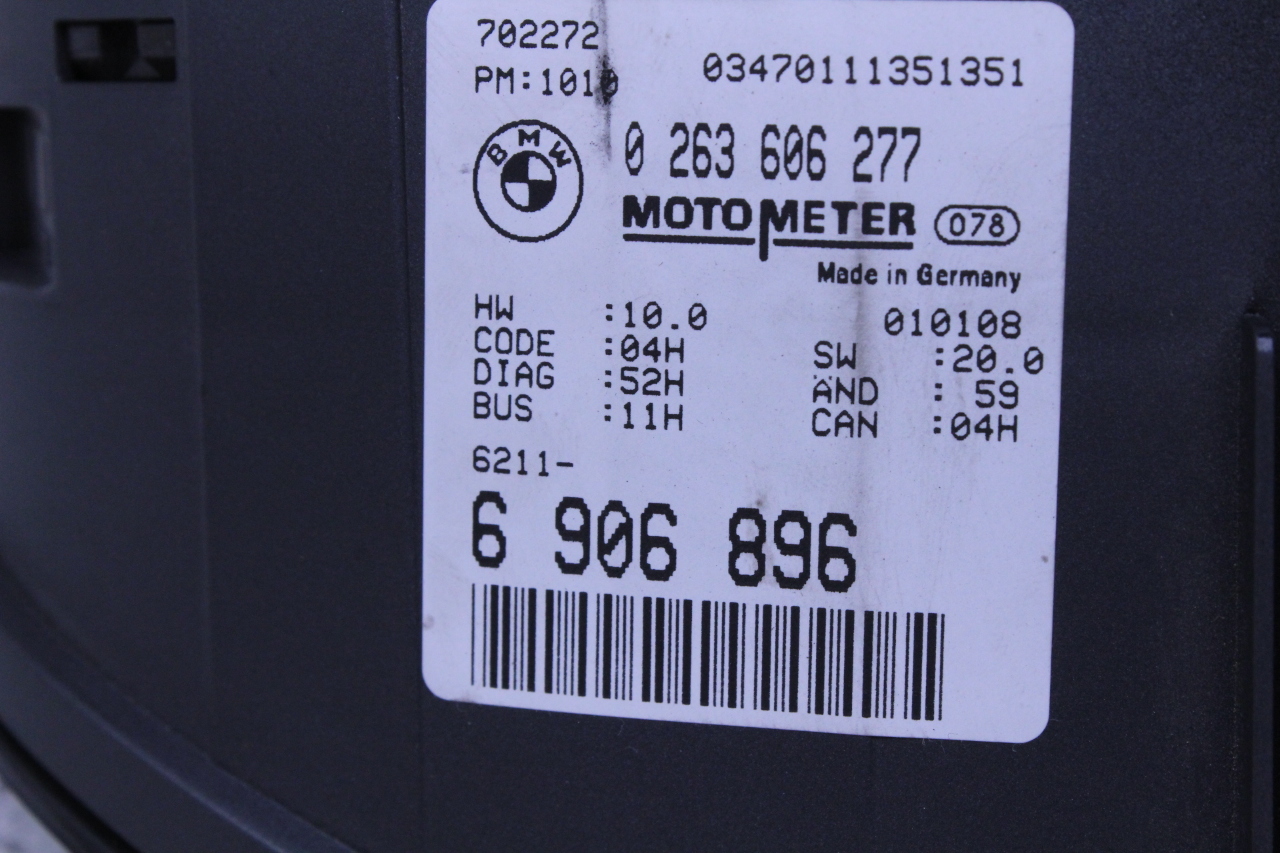 702272
PM:1010
03470111351351
BMW
0 263 606 277
MOTOMETER 078
Made in Germany
HW :10.0
010108
CODE :04H
SW :20.0
DIAG :52H
ÄND : 59
BUS :11H
CAN :04H
6211-
6 906 896